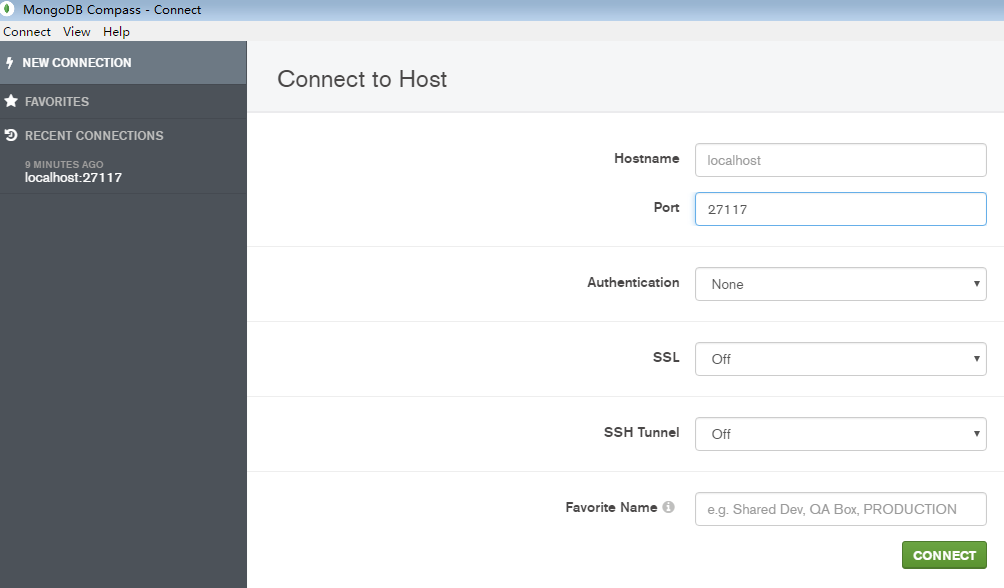 MongoDB Compass - Connect
Connect View Help
NEW CONNECTION
FAVORITES
RECENT CONNECTIONS
9 MINUTES AGO
localhost:27117
Connect to Host
Hostname localhost
Port 27117
Authentication None
SSL Off
SSH Tunnel Off
Favorite Name e.g. Shared Dev, QA Box, PRODUCTION
CONNECT